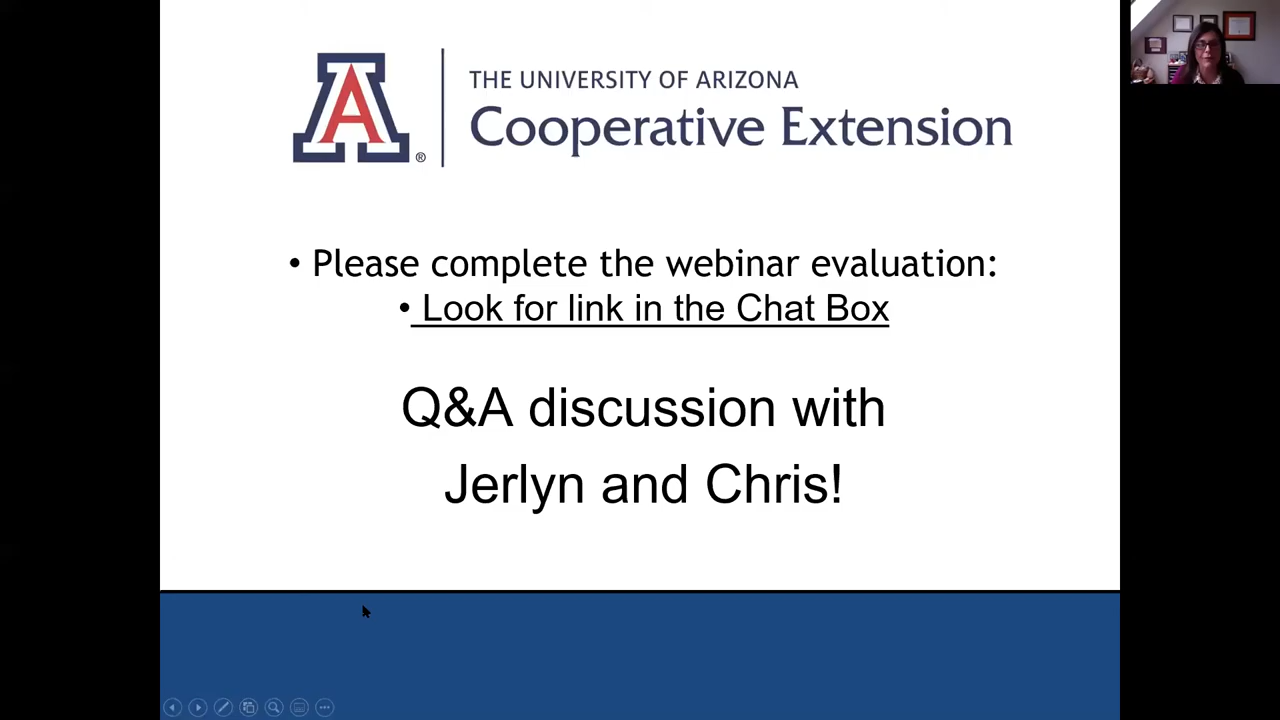 A ®
THE UNIVERSITY OF ARIZONA
Cooperative Extension
• Please complete the webinar evaluation:
• Look for link in the Chat Box
Q&A discussion with
Jerlyn and Chris!